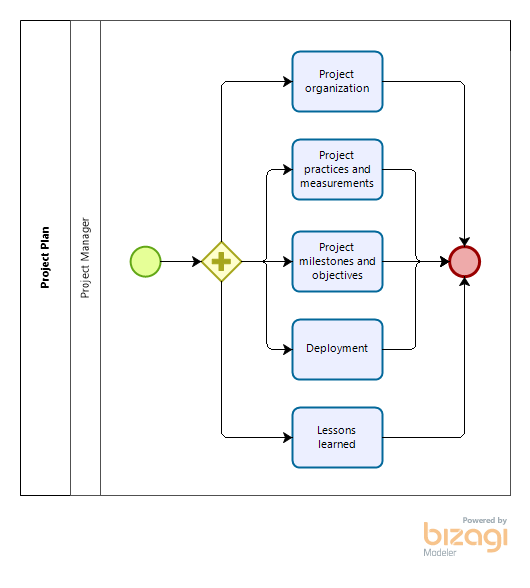 Project Plan
Project Manager
Project
organization
Project
practices and
measurements
Project
milestones and
objectives
Deployment
Lessons
learned
Powered by
bizagi
Modeler